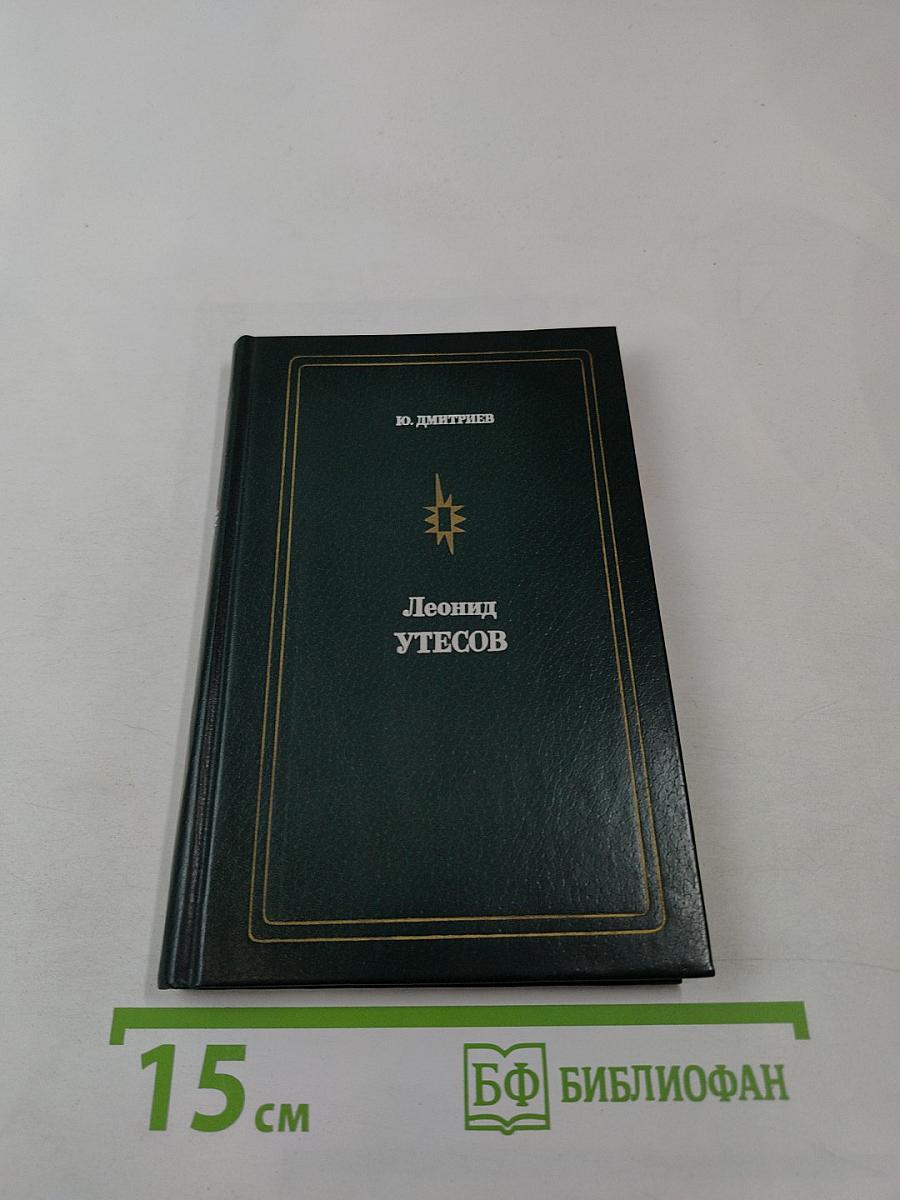 Ю. ДМИТРИЕВ
Леонид
УТЕСОВ
15 см
БФ БИБЛИОФАН